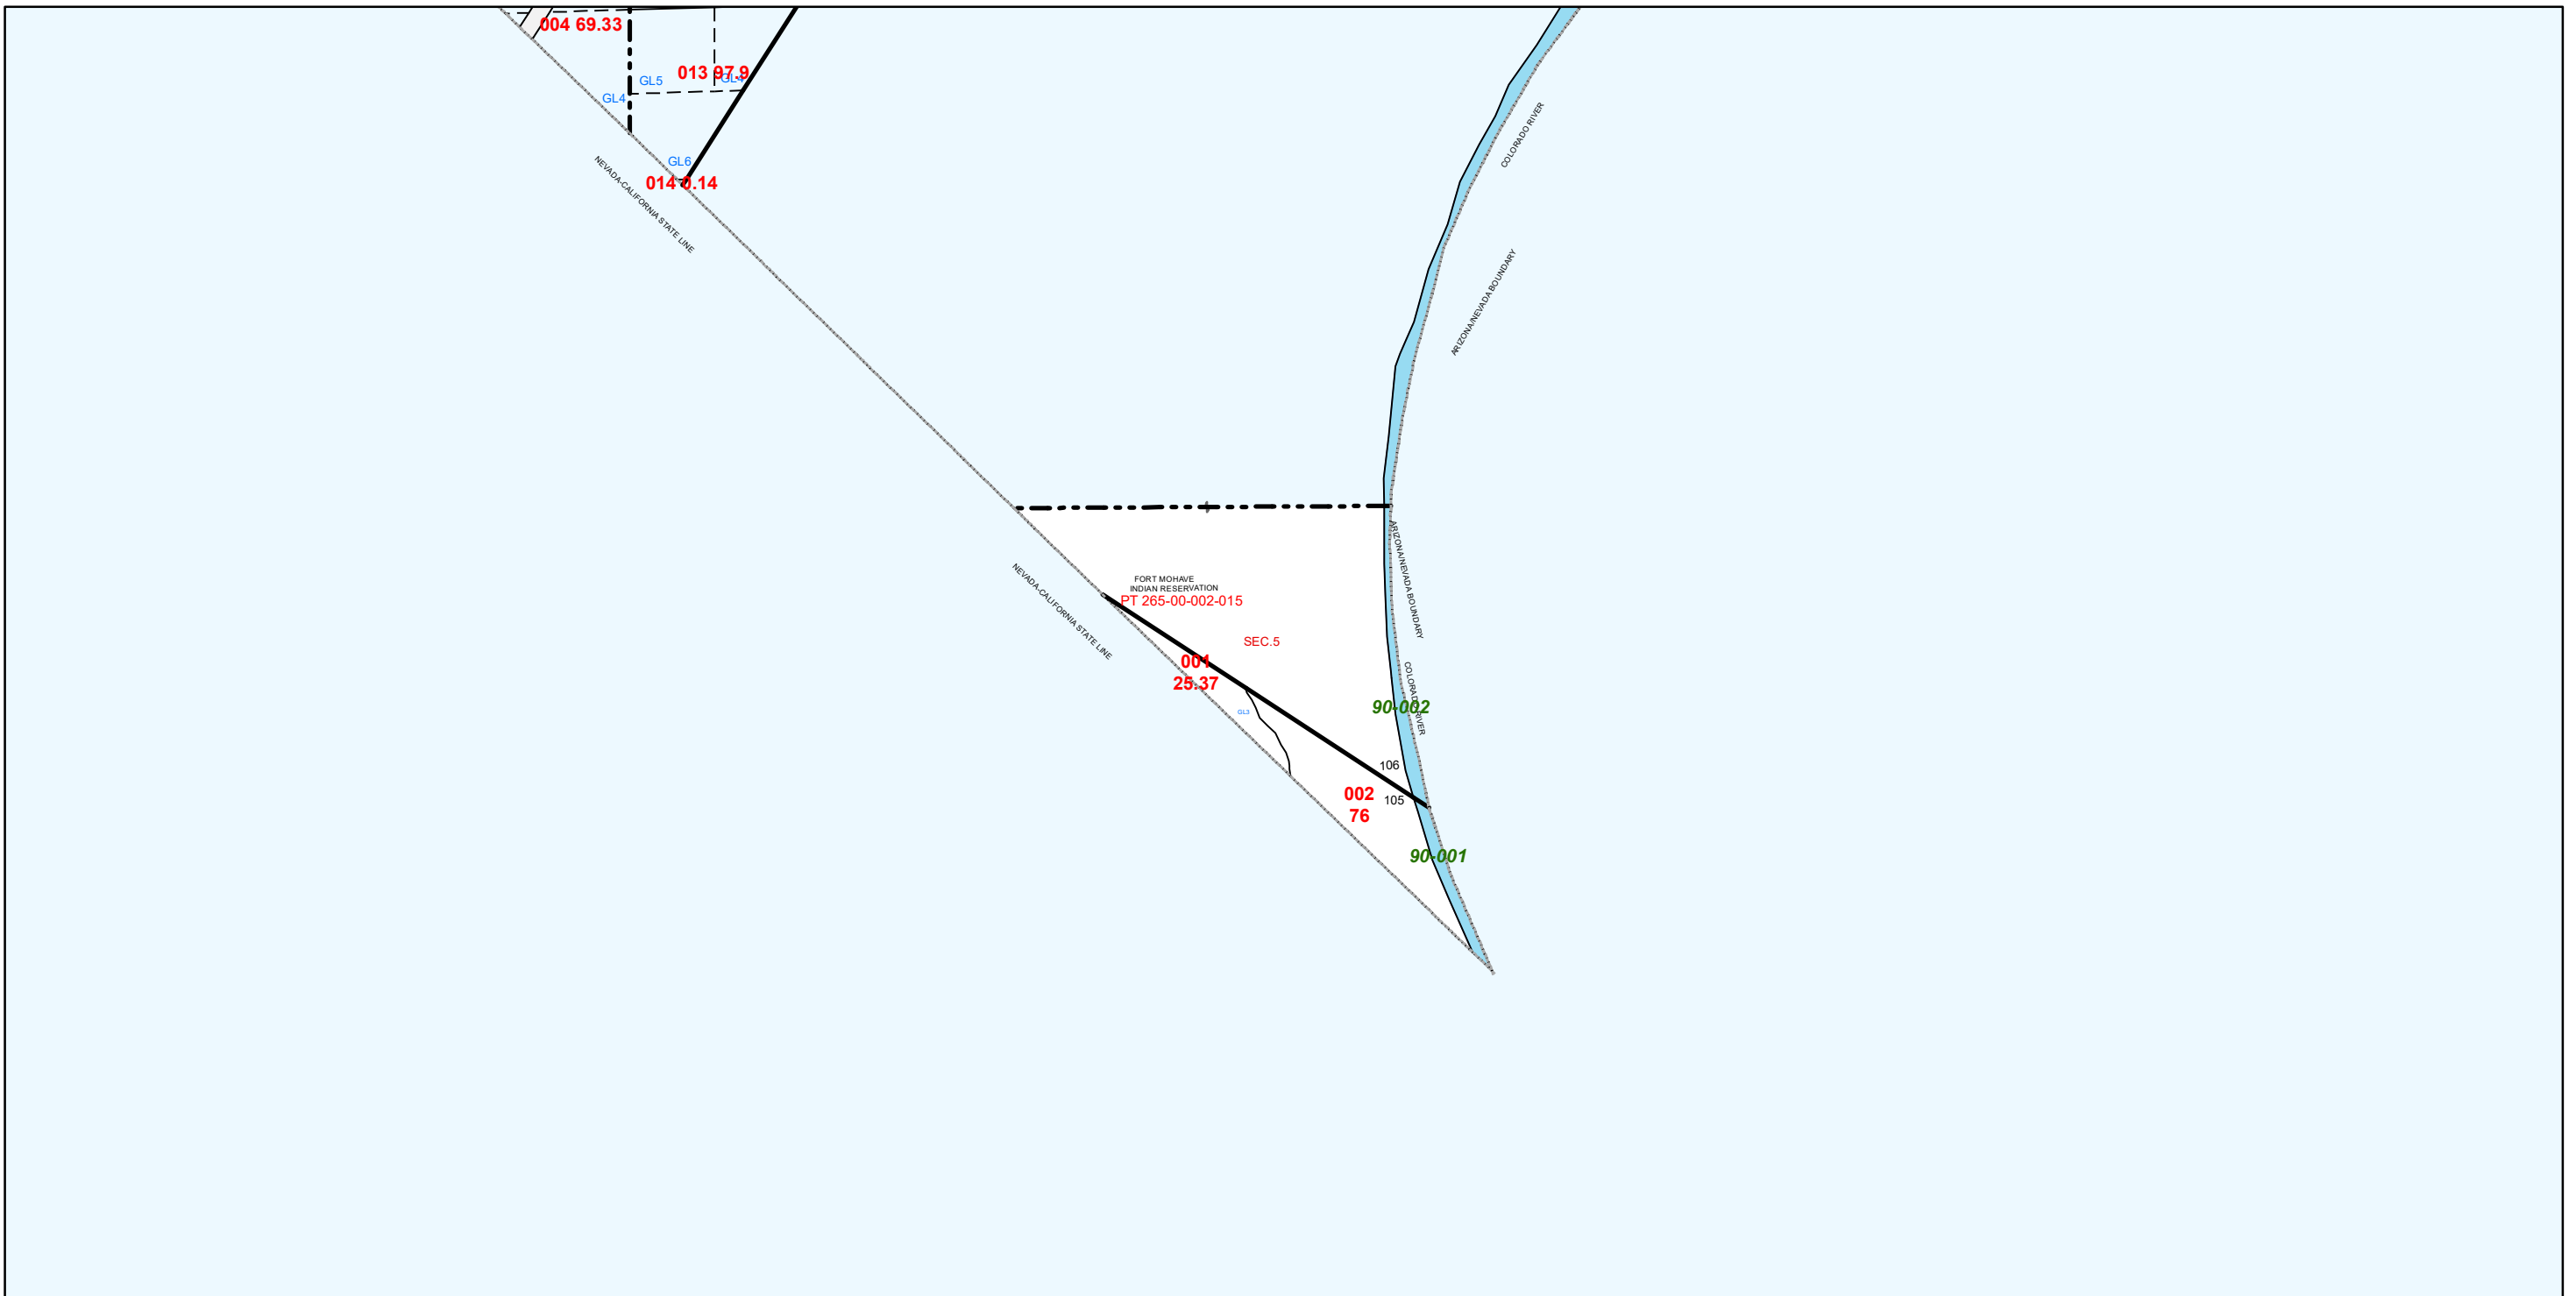 004 69.33
013 97.9
GL5
GL4
GL4
GL6
014 0.14
NEVADA-CALIFORNIA STATE LINE
COLORADO RIVER
ARIZONA/NEVADA BOUNDARY
FORT MOHAVE
INDIAN RESERVATION
PT 265-00-002-015
NEVADA-CALIFORNIA STATE LINE
ARIZONA/NEVADA BOUNDARY
SEC.5
001
25.37
COLORADO RIVER
90-002
GL3
106
002
76
105
90-001